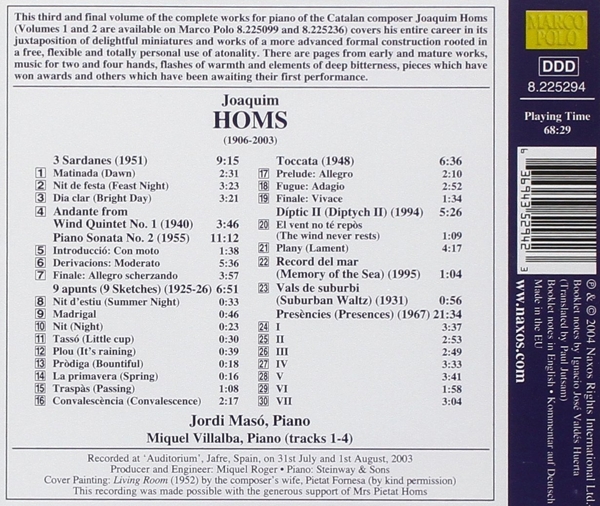 This third and final volume of the complete works for piano of the Catalan composer Joaquim Homs
(Volumes 1 and 2 are available on Marco Polo 8.225099 and 8.225236) covers his entire career in its
juxtaposition of delightful miniatures and works of a more advanced formal construction rooted in
a free, flexible and totally personal use of atonality. There are pages from early and mature works,
music for two and four hands, flashes of warmth and elements of deep bitterness, pieces which have
won awards and others which have been awaiting their first performance.
Joaquim
HOMS
(1906-2003)
3 Sardanes (1951) 9:15
1 Matinada (Dawn) 2:31
2 Nit de festa (Feast Night) 3:23
3 Dia clar (Bright Day) 3:21
4 Andante from
Wind Quintet No. 1 (1940) 3:46
Piano Sonata No. 2 (1955) 11:12
5 Introducció: Con moto 1:38
6 Derivacions: Moderato 5:36
7 Finale: Allegro scherzando 3:57
9 apunts (9 Sketches) (1925-26) 6:51
8 Nit d'estiu (Summer Night) 0:33
9 Madrigal 0:46
10 Nit (Night) 0:23
11 Tassó (Little cup) 0:30
12 Plou (It's raining) 0:39
13 Pròdiga (Bountiful) 0:18
14 La primavera (Spring) 0:16
15 Traspàs (Passing) 1:08
16 Convalescència (Convalescence) 2:17
Toccata (1948) 6:36
17 Prelude: Allegro 2:10
18 Fugue: Adagio 2:52
19 Finale: Vivace 1:34
Díptic II (Diptych II) (1994) 5:26
20 El vent no té repòs
(The wind never rests) 1:09
21 Plany (Lament) 4:17
22 Record del mar
(Memory of the Sea) (1995) 1:04
23 Vals de suburbi
(Suburban Waltz) (1931) 0:56
Presències (Presences) (1967) 21:34
24 I 3:37
25 II 2:53
26 III 2:49
27 IV 3:33
28 V 3:41
29 VI 1:58
30 VII 3:04
Jordi Masó, Piano
Miquel Villalba, Piano (tracks 1-4)
Recorded at 'Auditorium', Jafre, Spain, on 31st July and 1st August, 2003
Producer and Engineer: Miquel Roger • Piano: Steinway & Sons
Cover Painting: Living Room (1952) by the composer's wife, Pietat Fornesa (by kind permission)
This recording was made possible with the generous support of Mrs Pietat Homs
MARCO
POLO
DDD
8.225294
Playing Time
68:29
6 36943 52942 3
℗ & © 2004 Naxos Rights International Ltd.
Booklet notes by Ignacio José Valdés Huerta
(Translated by Paul Jutsam)
Booklet notes in English • Kommentar auf Deutsch
Made in the EU
www.naxos.com